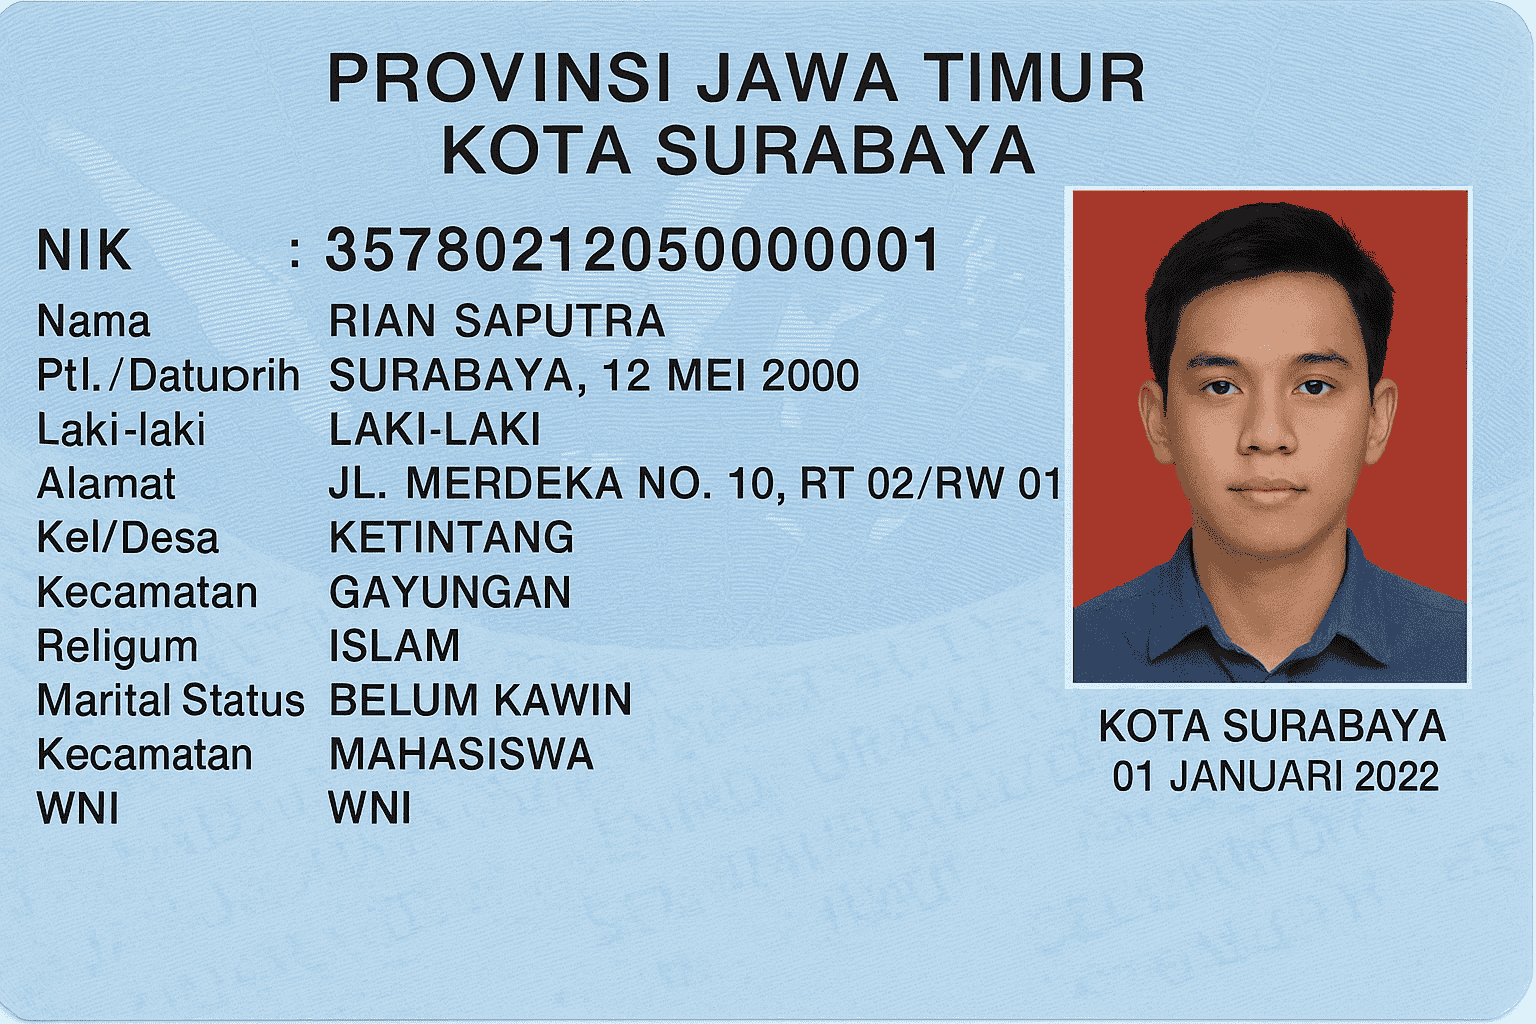 PROVINSI JAWA TIMUR
KOTA SURABAYA
NIK : 35780212050000001
Nama RIAN SAPUTRA
Ptl./Datuprih SURABAYA, 12 MEI 2000
Laki-laki LAKI-LAKI
Alamat JL. MERDEKA NO. 10, RT 02/RW 01
Kel/Desa KETINTANG
Kecamatan GAYUNGAN
Religum ISLAM
Marital Status BELUM KAWIN
Kecamatan MAHASISWA
WNI WNI
KOTA SURABAYA
01 JANUARI 2022